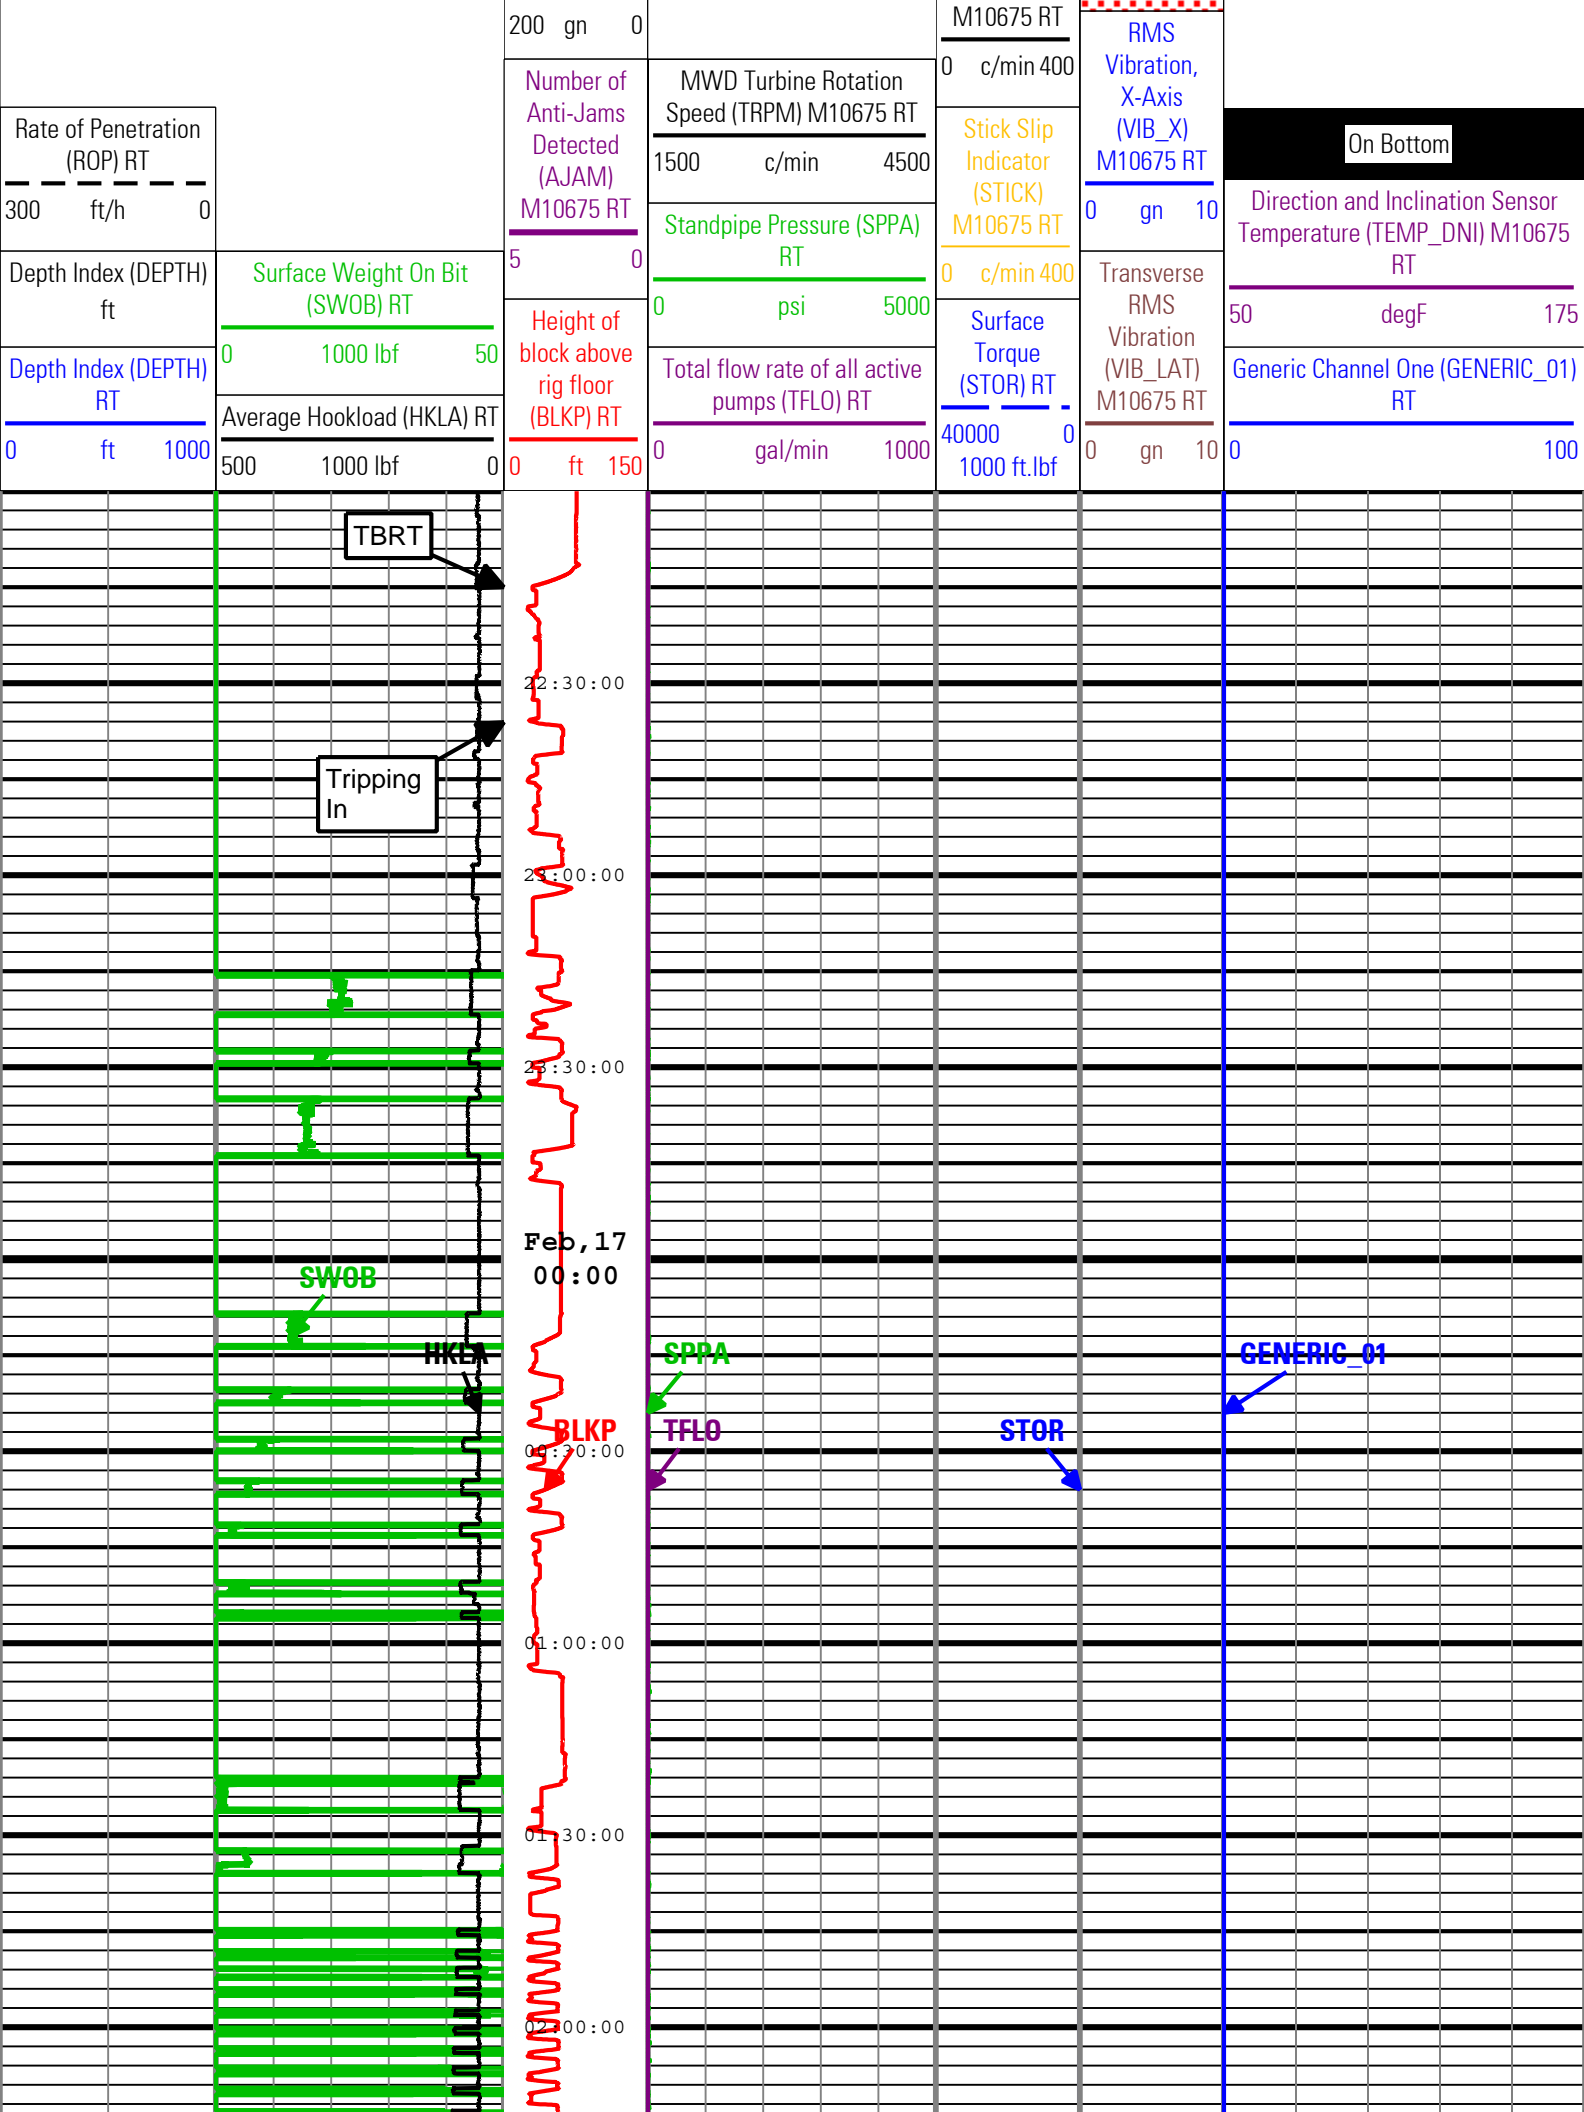 Rate of Penetration
(ROP) RT
300 ft/h 0
Depth Index (DEPTH)
ft
Depth Index (DEPTH)
RT
0 ft 1000
Surface Weight On Bit
(SWOB) RT
0 1000 lbf 50
Average Hookload (HKLA) RT
500 1000 lbf 0
200 gn 0
Number of
Anti-Jams
Detected
(AJAM)
M10675 RT
5 0
Height of
block above
rig floor
(BLKP) RT
0 ft 150
MWD Turbine Rotation
Speed (TRPM) M10675 RT
1500 c/min 4500
Standpipe Pressure (SPPA)
RT
0 psi 5000
Total flow rate of all active
pumps (TFLO) RT
0 gal/min 1000
M10675 RT
0 c/min 400
Stick Slip
Indicator
(STICK)
M10675 RT
0 c/min 400
Surface
Torque
(STOR) RT
40000 0
1000 ft.lbf
RMS
Vibration,
X-Axis
(VIB_X)
M10675 RT
0 gn 10
Transverse
RMS
Vibration
(VIB_LAT)
M10675 RT
0 gn 10
On Bottom
Direction and Inclination Sensor
Temperature (TEMP_DNI) M10675
RT
50 degF 175
Generic Channel One (GENERIC_01)
RT
0 100
TBRT
22:30:00
Tripping
In
23:00:00
23:30:00
Feb,17
00:00
SWOB
HKLA
SPPA
GENERIC_01
BLKP
TFLO
STOR
00:30:00
01:00:00
01:30:00
02:00:00